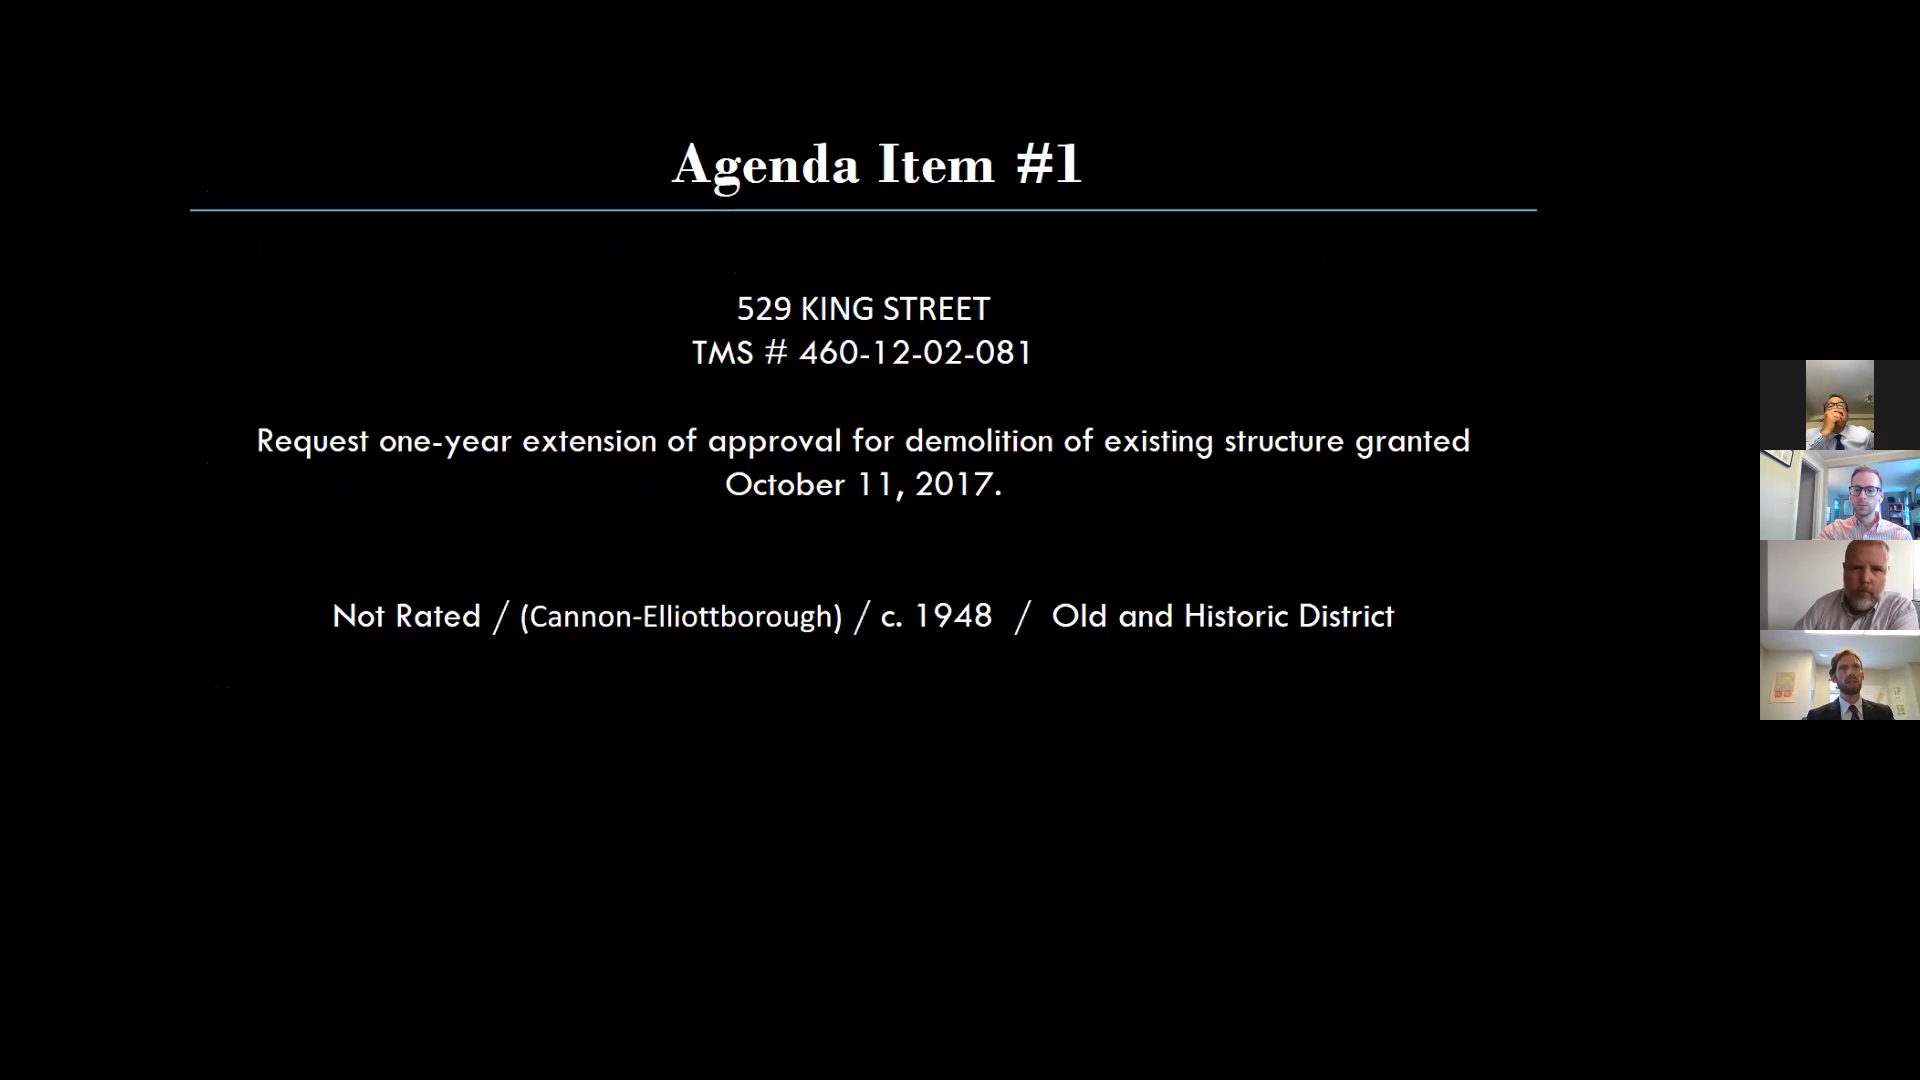 Agenda Item #1
529 KING STREET
TMS # 460-12-02-081
Request one-year extension of approval for demolition of existing structure granted
October 11, 2017.
Not Rated / (Cannon-Elliottborough) / c. 1948 / Old and Historic District